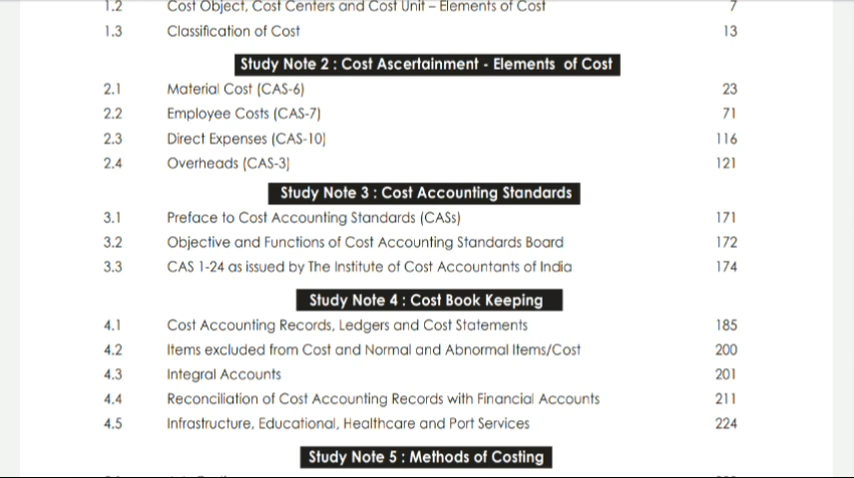 1.2 Cost Object, Cost Centers and Cost Unit – Elements of Cost 7
1.3 Classification of Cost 13
Study Note 2 : Cost Ascertainment - Elements of Cost
2.1 Material Cost (CAS-6) 23
2.2 Employee Costs (CAS-7) 71
2.3 Direct Expenses (CAS-10) 116
2.4 Overheads (CAS-3) 121
Study Note 3 : Cost Accounting Standards
3.1 Preface to Cost Accounting Standards (CASs) 171
3.2 Objective and Functions of Cost Accounting Standards Board 172
3.3 CAS 1-24 as issued by The Institute of Cost Accountants of India 174
Study Note 4 : Cost Book Keeping
4.1 Cost Accounting Records, Ledgers and Cost Statements 185
4.2 Items excluded from Cost and Normal and Abnormal Items/Cost 200
4.3 Integral Accounts 201
4.4 Reconciliation of Cost Accounting Records with Financial Accounts 211
4.5 Infrastructure, Educational, Healthcare and Port Services 224
Study Note 5 : Methods of Costing